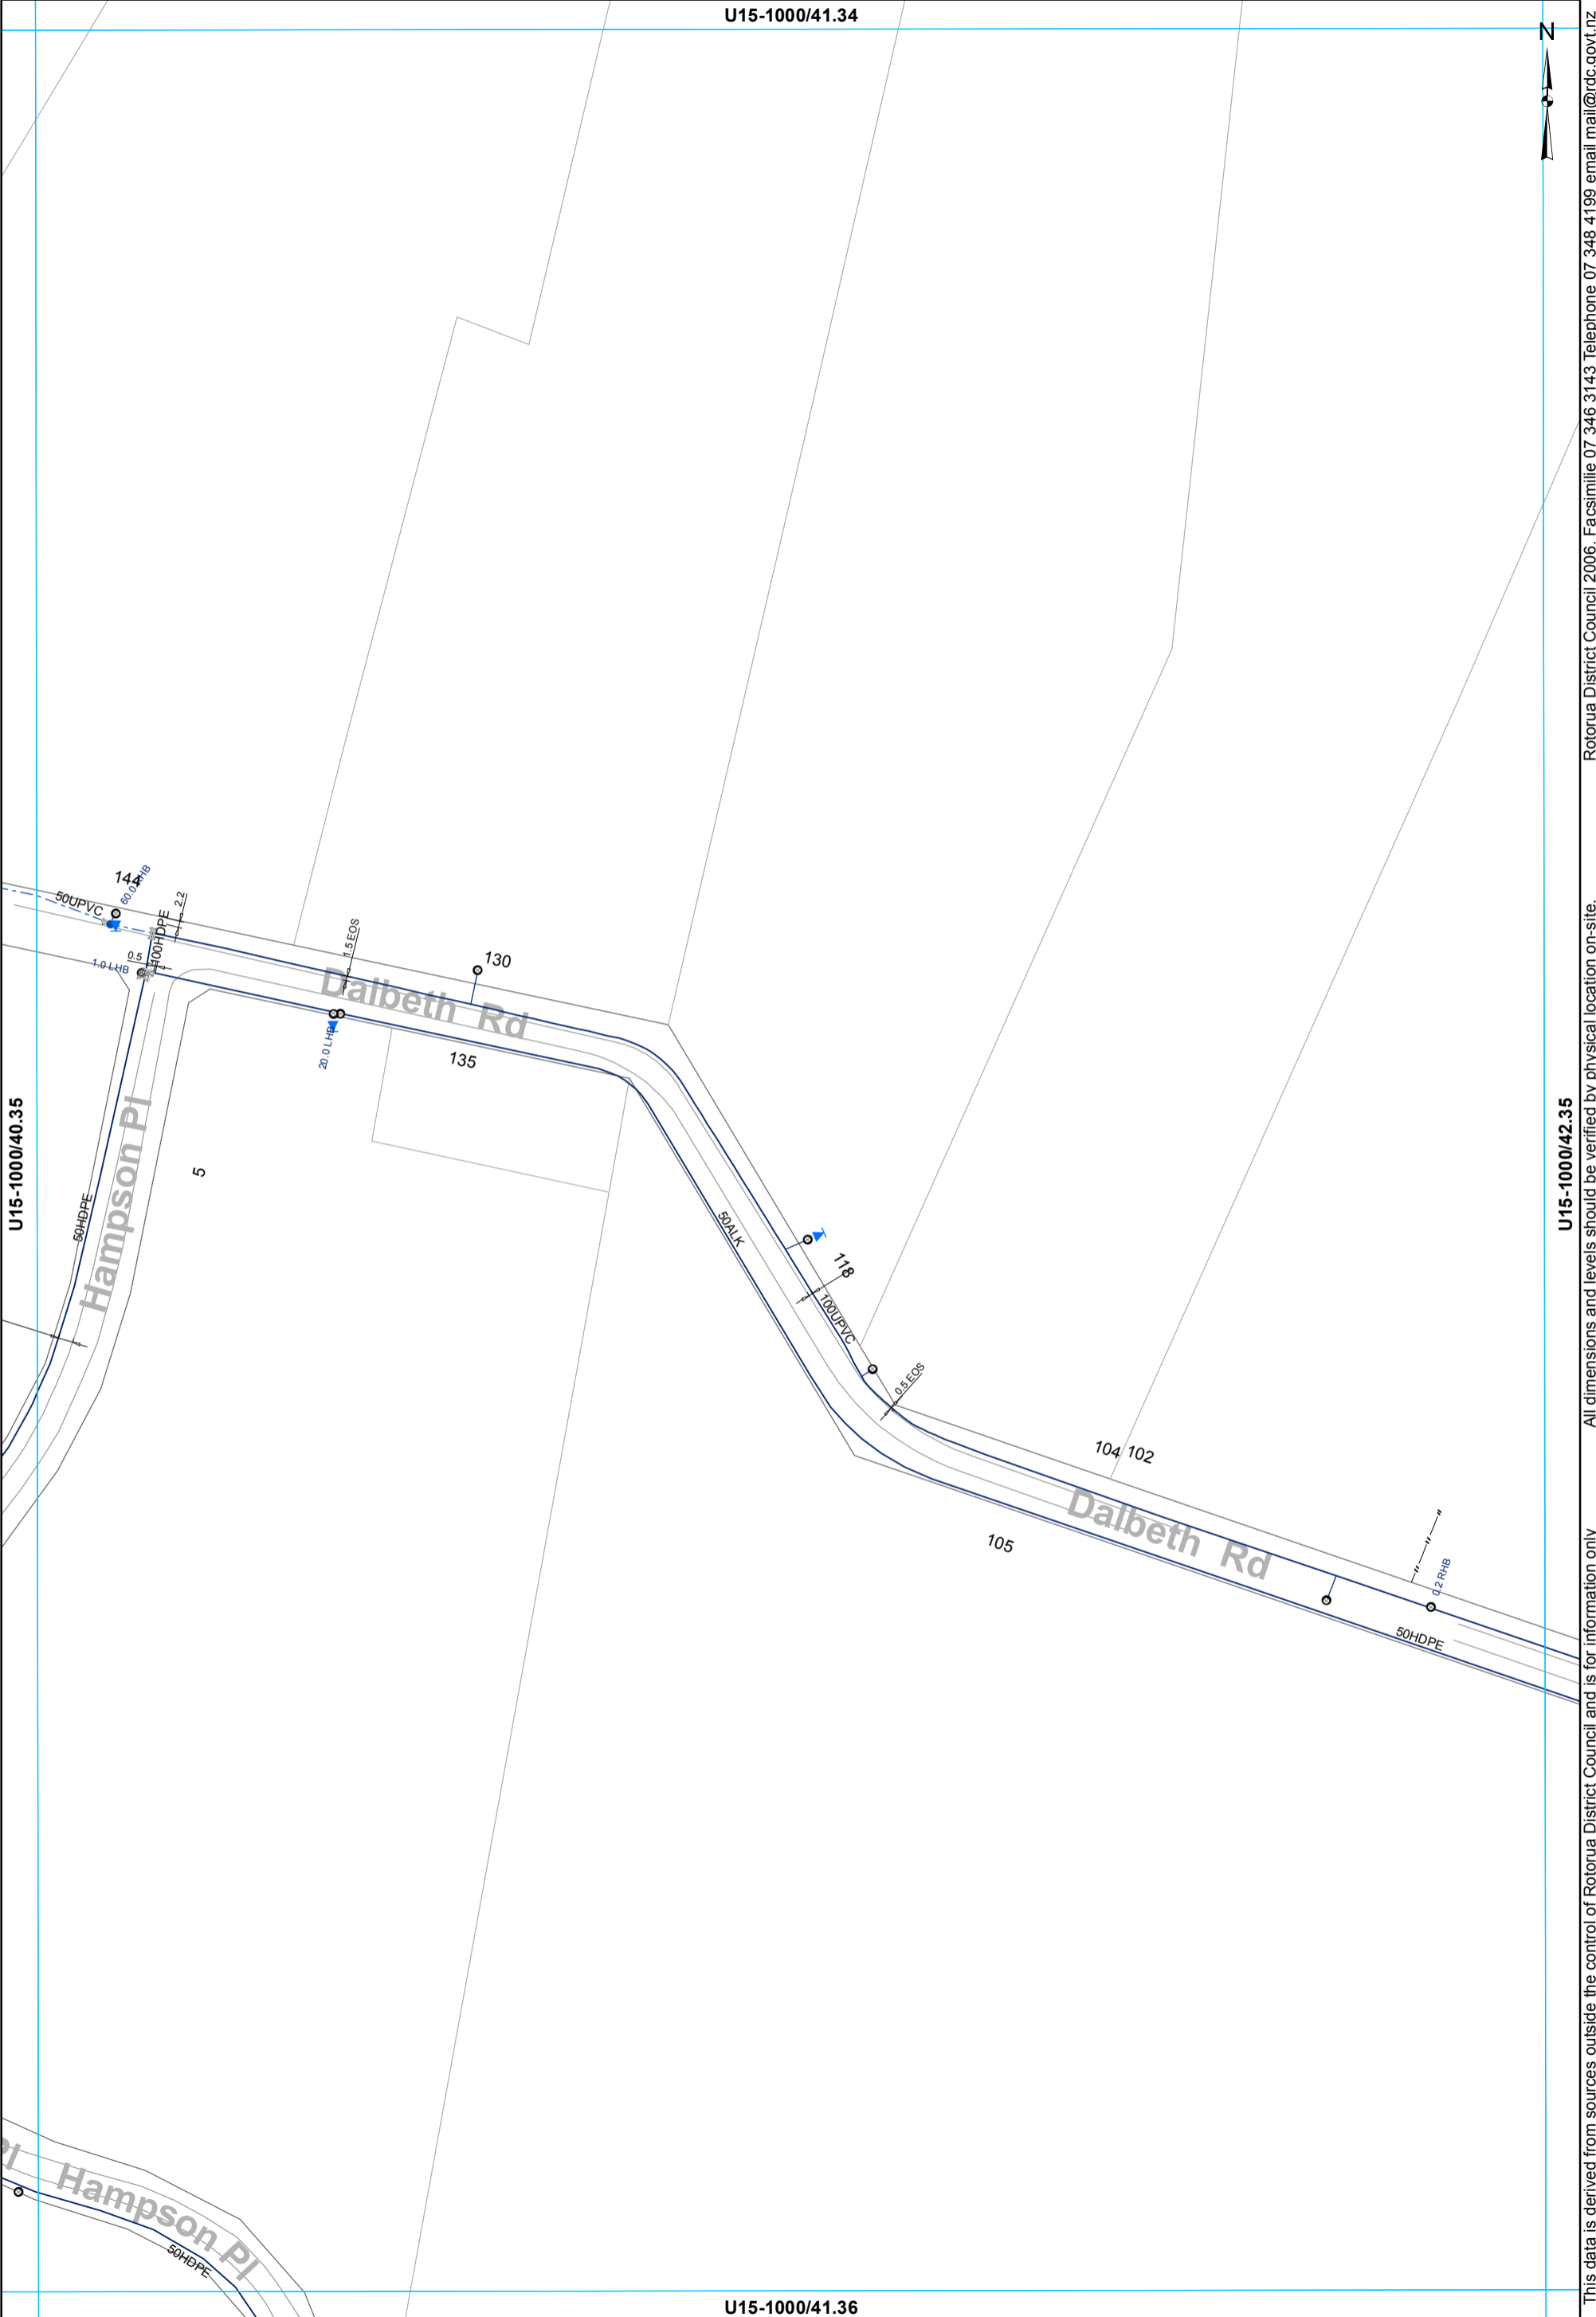 U15-1000/41.34
N
144
60.0 RHB
50UPVC
2.2
100HDPE
0.5
1.0 LHB
1.5 EOS
130
Dalbeth Rd
20.0 LHB
135
U15-1000/40.35
Hampson Pl
5
50HDPE
50ALK
118
100UPVC
0.5 EOS
104 102
Dalbeth Rd
105
0.2 RHB
50HDPE
U15-1000/42.35
Pl
Hampson Pl
50HDPE
U15-1000/41.36
This data is derived from sources outside the control of Rotorua District Council and is for information only
All dimensions and levels should be verified by physical location on-site.
Rotorua District Council 2006. Facsimilie 07 346 3143 Telephone 07 348 4199 email mail@rdc.govt.nz